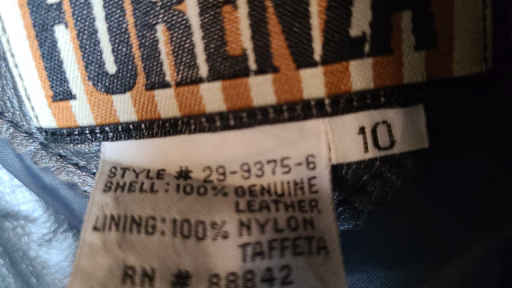 FORENZA
10
STYLE # 29-9375-6
SHELL: 100% GENUINE
LEATHER
LINING: 100% NYLON
TAFFETA
RN # 88842